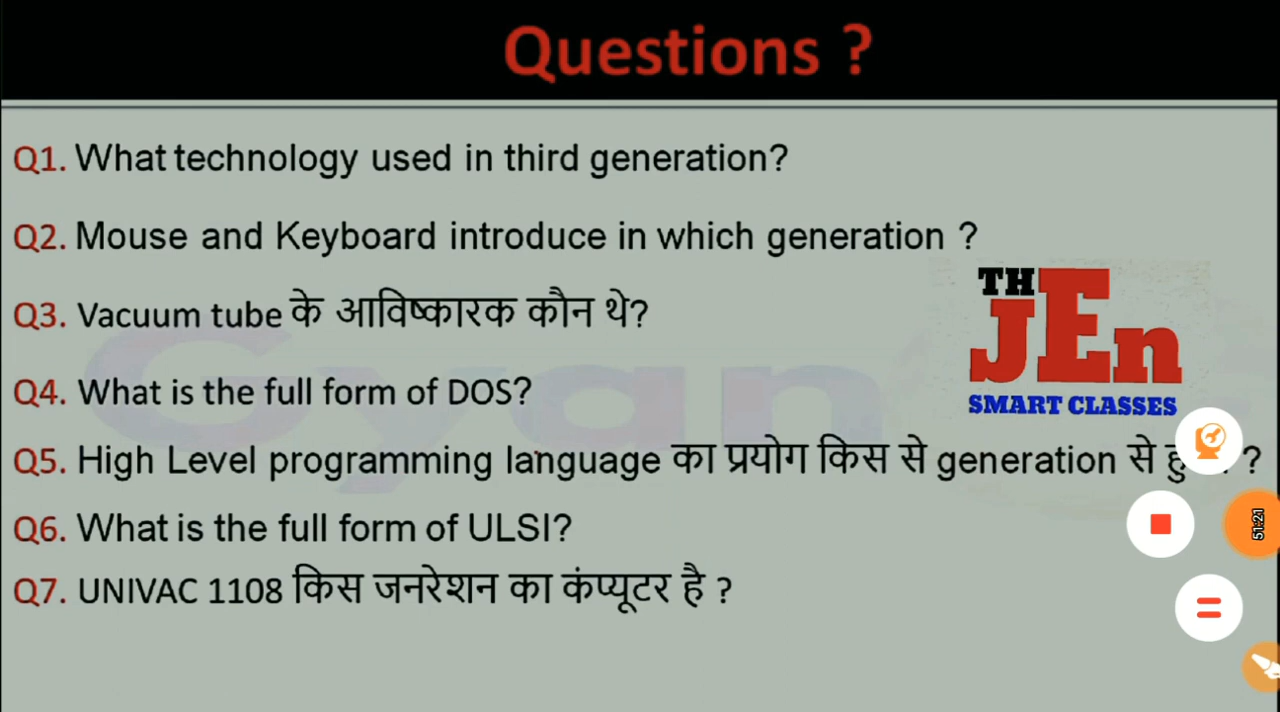 Questions ?
Q1. What technology used in third generation?
Q2. Mouse and Keyboard introduce in which generation ?
Q3. Vacuum tube के आविष्कारक कौन थे?
Q4. What is the full form of DOS?
Q5. High Level programming language का प्रयोग किस से generation से ?
Q6. What is the full form of ULSI?
Q7. UNIVAC 1108 किस जनरेशन का कंप्यूटर है ?
TH
JEn
SMART CLASSES
51:21
Gyan